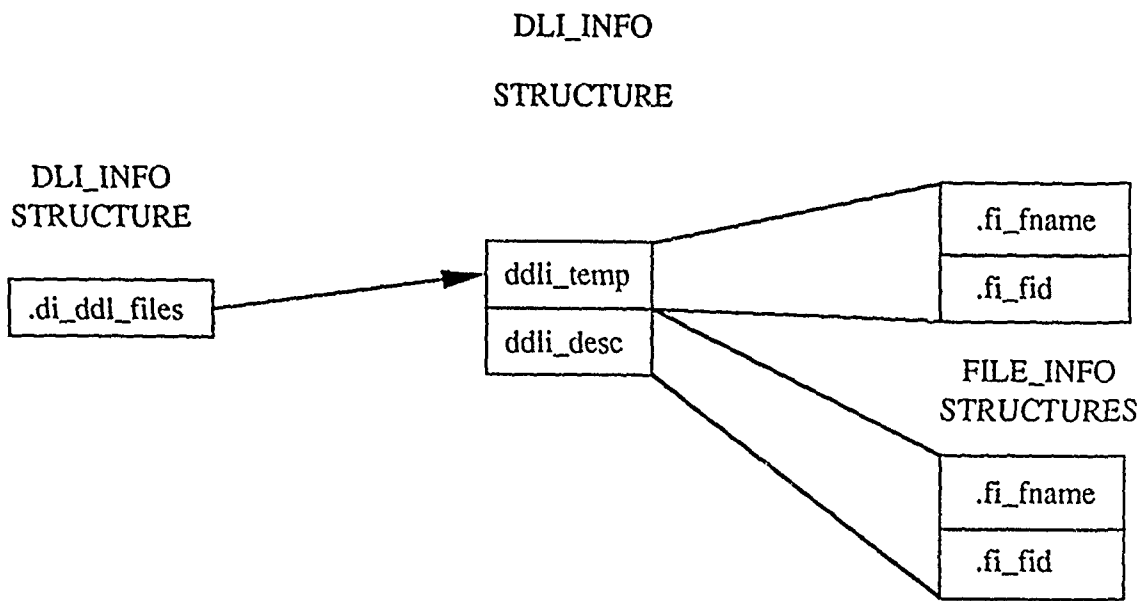 DLI_INFO
STRUCTURE
DLI_INFO
STRUCTURE
.di_ddl_files
ddli_temp
ddli_desc
.fi_fname
.fi_fid
FILE_INFO
STRUCTURES
.fi_fname
.fi_fid